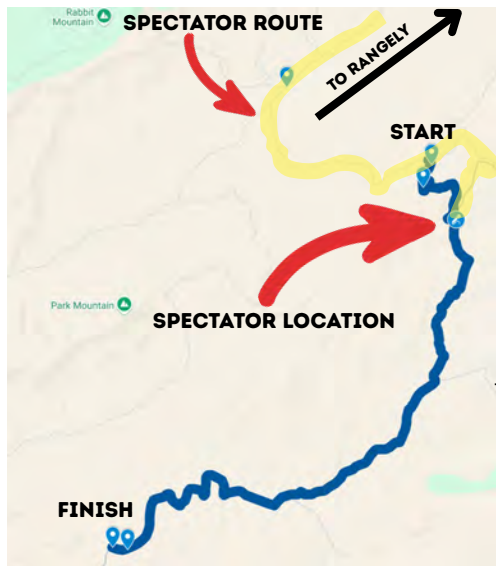 Rabbit
Mountain
SPECTATOR ROUTE
TO RANGELY
START
Park Mountain
SPECTATOR LOCATION
FINISH